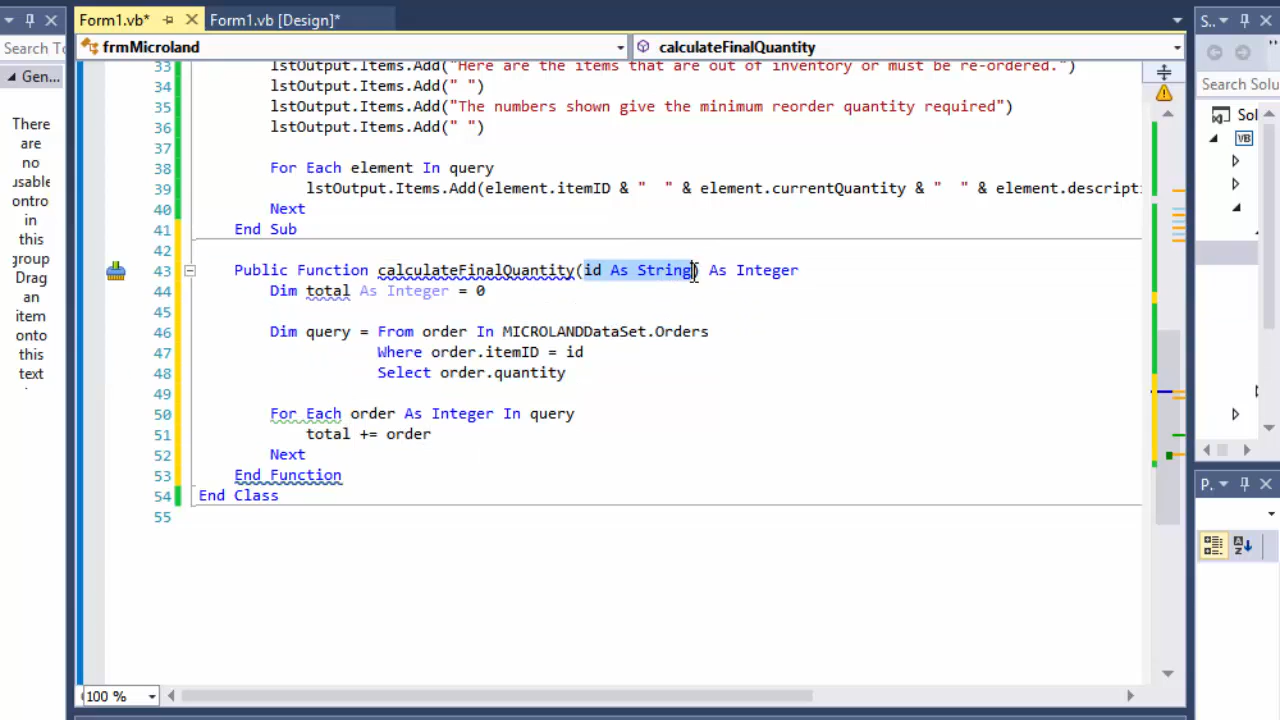 Form1.vb*
Form1.vb [Design]*
S..
Search To
frmMicroland
calculateFinalQuantity
Gen...
Search Solu
There
are
no
usable
ontro
in
this
group
Drag
an
item
onto
this
text
.
Sol
VB
33 lstOutput.Items.Add("Here are the items that are out of inventory or must be re-ordered.")
34 lstOutput.Items.Add(" ")
35 lstOutput.Items.Add("The numbers shown give the minimum reorder quantity required")
36 lstOutput.Items.Add(" ")
37
38 For Each element In query
39 lstOutput.Items.Add(element.itemID & "  " & element.currentQuantity & "  " & element.descripti
40 Next
41 End Sub
42
43 Public Function calculateFinalQuantity(id As String) As Integer
44 Dim total As Integer = 0
45
46 Dim query = From order In MICROLANDDataSet.Orders
47 Where order.itemID = id
48 Select order.quantity
49
50 For Each order As Integer In query
51 total += order
52 Next
53 End Function
54 End Class
55
P..
100 %